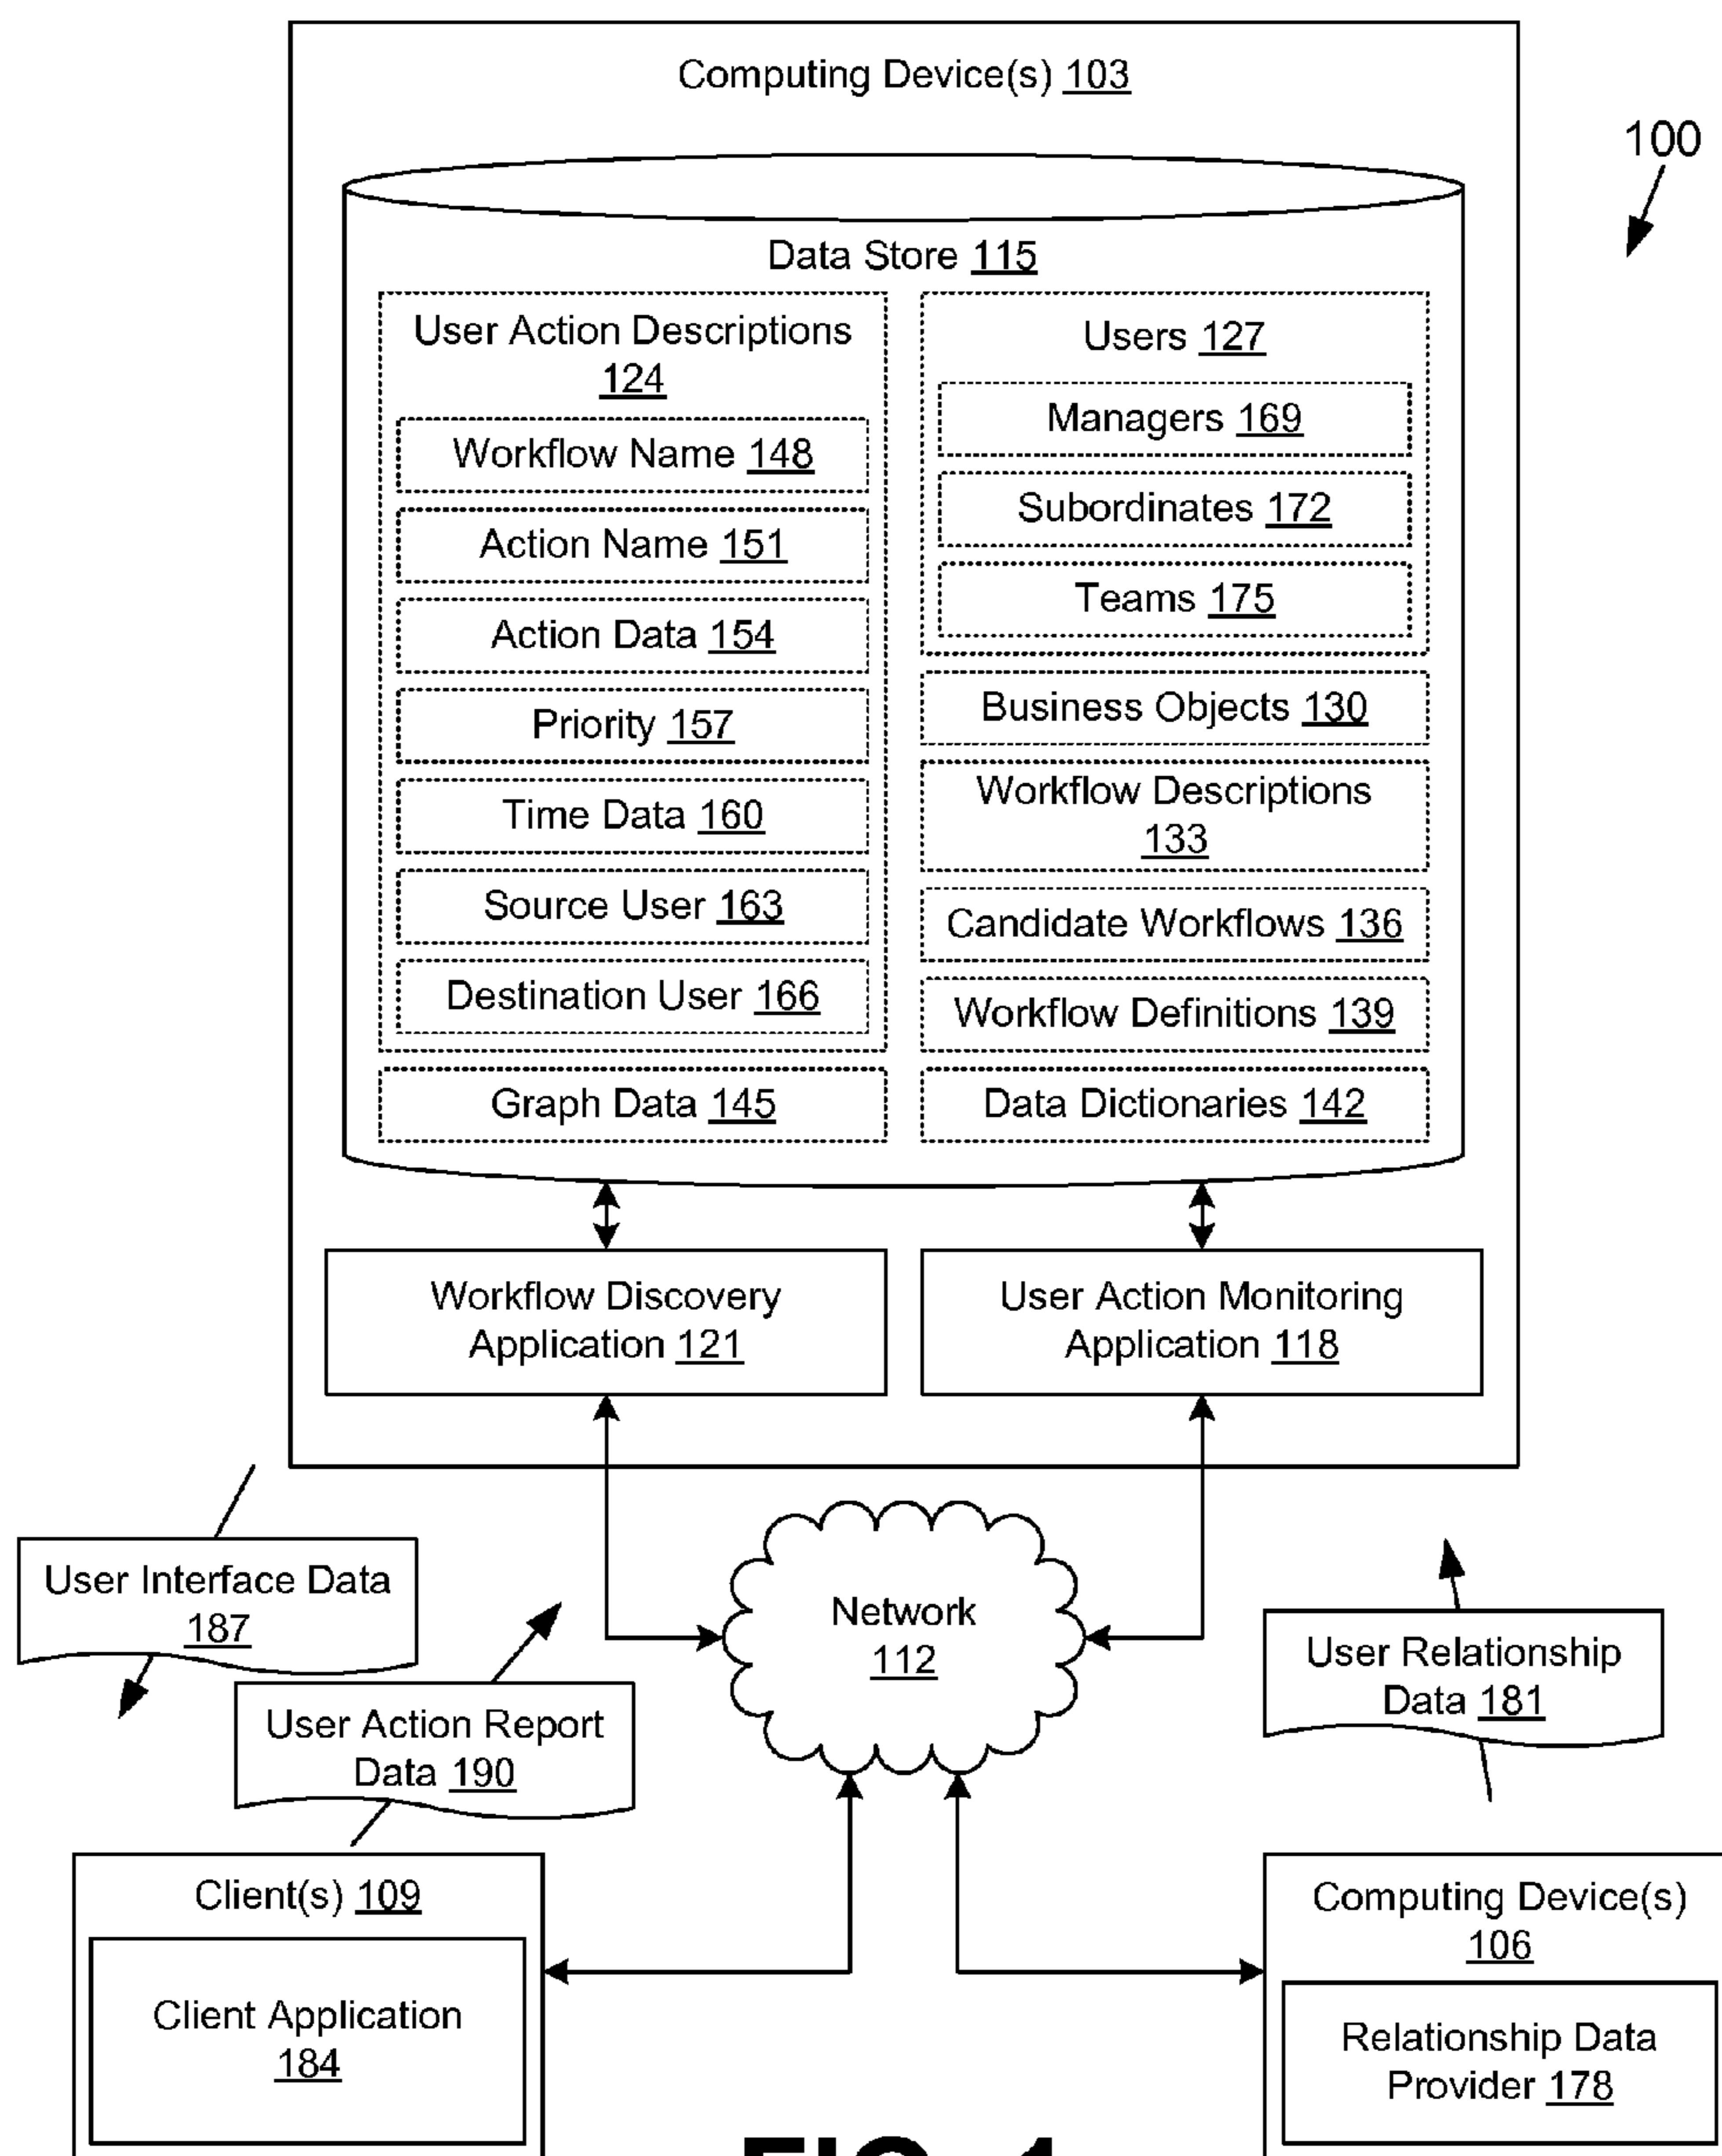 Computing Device(s) 103
100
Data Store 115
User Action Descriptions
124
Workflow Name 148
Action Name 151
Action Data 154
Priority 157
Time Data 160
Source User 163
Destination User 166
Graph Data 145
Users 127
Managers 169
Subordinates 172
Teams 175
Business Objects 130
Workflow Descriptions
133
Candidate Workflows 136
Workflow Definitions 139
Data Dictionaries 142
Workflow Discovery
Application 121
User Action Monitoring
Application 118
User Interface Data
187
User Action Report
Data 190
Network
112
User Relationship
Data 181
Client(s) 109
Client Application
184
Computing Device(s)
106
Relationship Data
Provider 178
FIG. 1